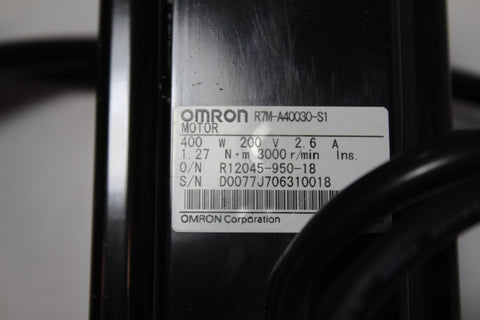 OMRON R7M-A40030-S1
MOTOR
400 W 200 V 2.6 A
1.27 N·m 3000 r/min Ins.
O/N R12045-950-18
S/N D0077J706310018
OMRON Corporation